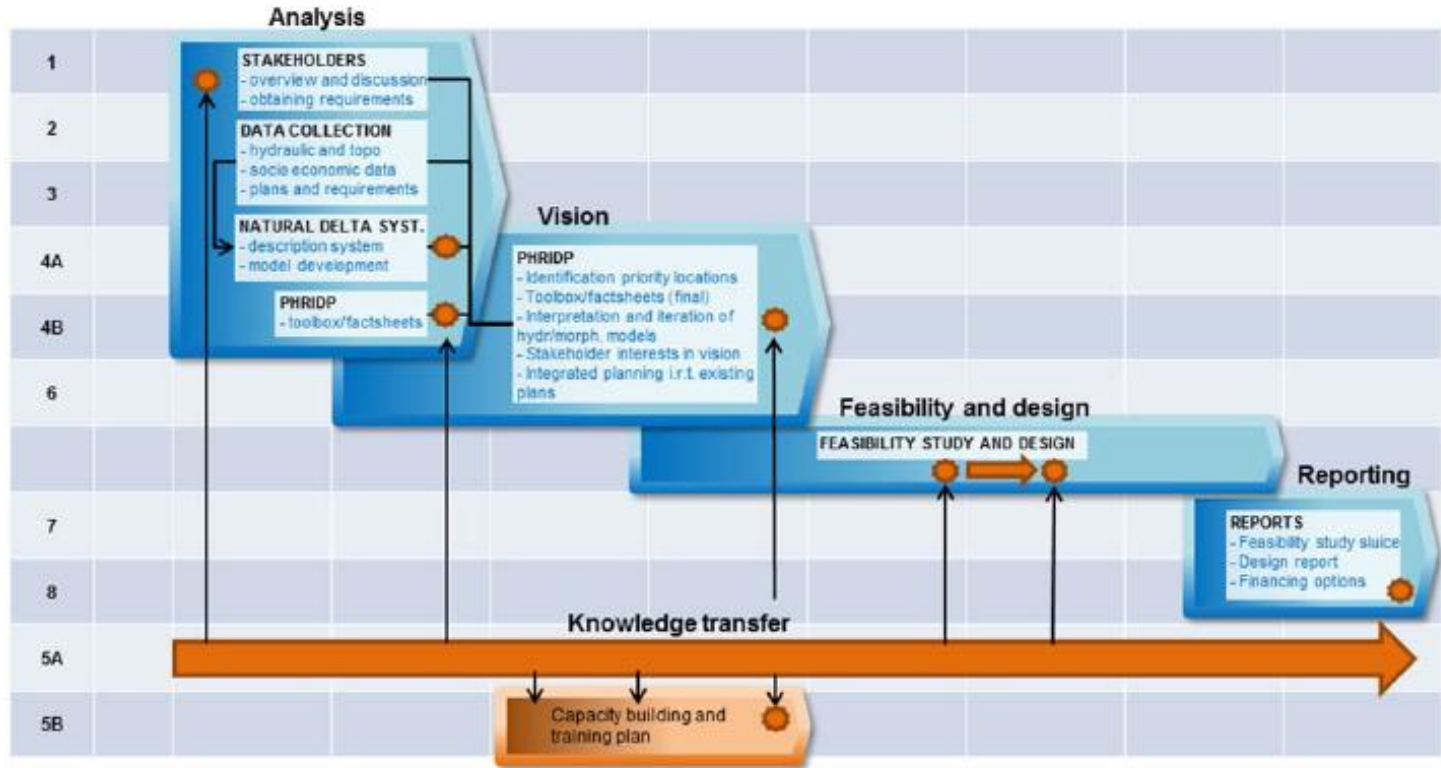 Analysis
1
STAKEHOLDERS
- overview and discussion
- obtaining requirements
2
DATA COLLECTION
- hydraulic and topo
- socio economic data
- plans and requirements
3
NATURAL DELTA SYST.
- description system
- model development
4A
PHRIDP
- toolbox/factsheets
4B
Vision
PHRIDP
- Identification priority locations
- Toolbox/factsheets (final)
- Interpretation and iteration of
hydr/morph. models
- Stakeholder interests in vision
- Integrated planning i.r.t. existing
plans
6
Feasibility and design
FEASIBILITY STUDY AND DESIGN
Reporting
7
REPORTS
- Feasibility study sluice
- Design report
- Financing options
8
Knowledge transfer
5A
5B
Capacity building and
training plan